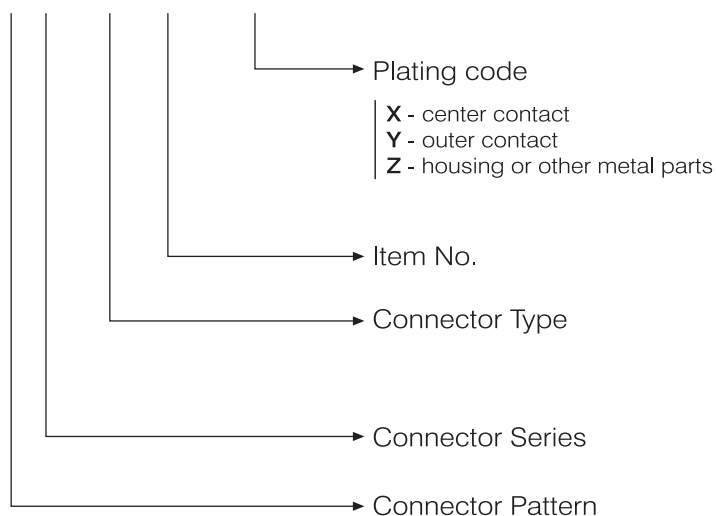 Plating code
X - center contact
Y - outer contact
Z - housing or other metal parts
Item No.
Connector Type
Connector Series
Connector Pattern